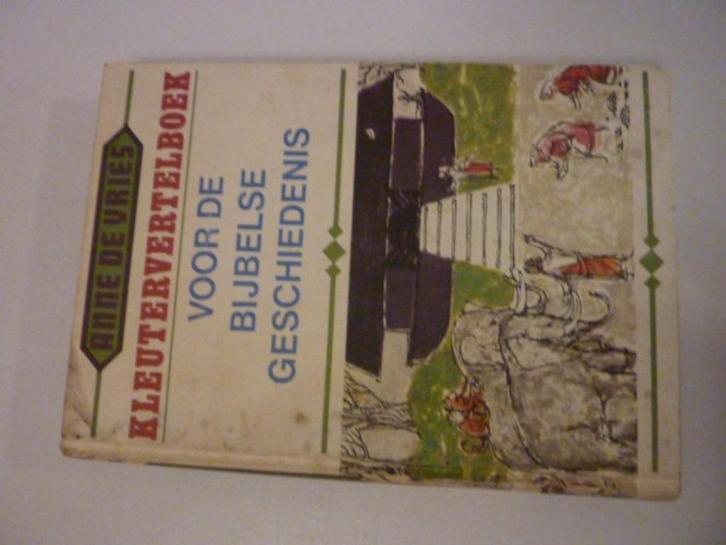 ANNE DE VRIES
KLEUTERVERTELBOEK
VOOR DE
BIJBELSE
GESCHIEDENIS